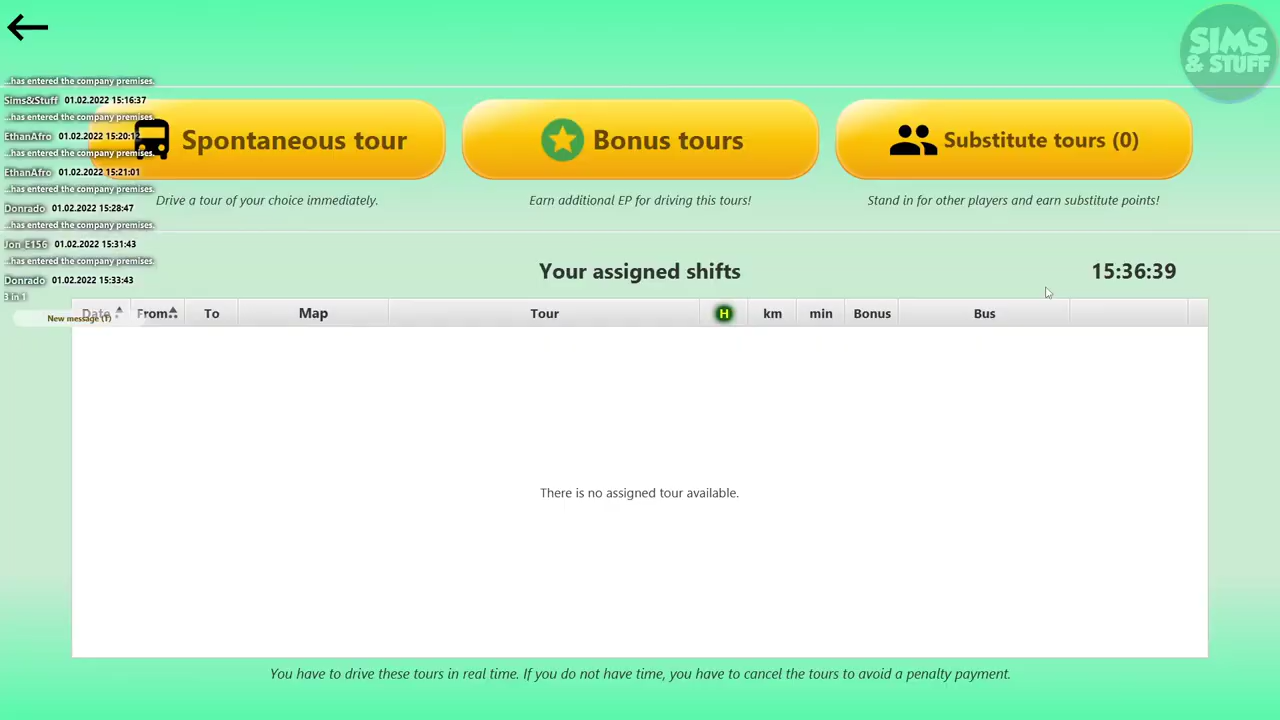 SIMS
& STUFF
...has entered the company premises.
Sims&Stuff 01.02.2022 15:16:37
...has entered the company premises.
EthanAfro 01.02.2022 15:20:12
...has entered the company premises.
EthanAfro 01.02.2022 15:21:01
...has entered the company premises.
Donrado 01.02.2022 15:28:47
...has entered the company premises.
Jon-E156 01.02.2022 15:31:43
...has entered the company premises.
Donrado 01.02.2022 15:33:43
3 in 1
New message (1)
Spontaneous tour
Drive a tour of your choice immediately.
Bonus tours
Earn additional EP for driving this tours!
Substitute tours (0)
Stand in for other players and earn substitute points!
Your assigned shifts
15:36:39
Date From To Map Tour H km min Bonus Bus
There is no assigned tour available.
You have to drive these tours in real time. If you do not have time, you have to cancel the tours to avoid a penalty payment.